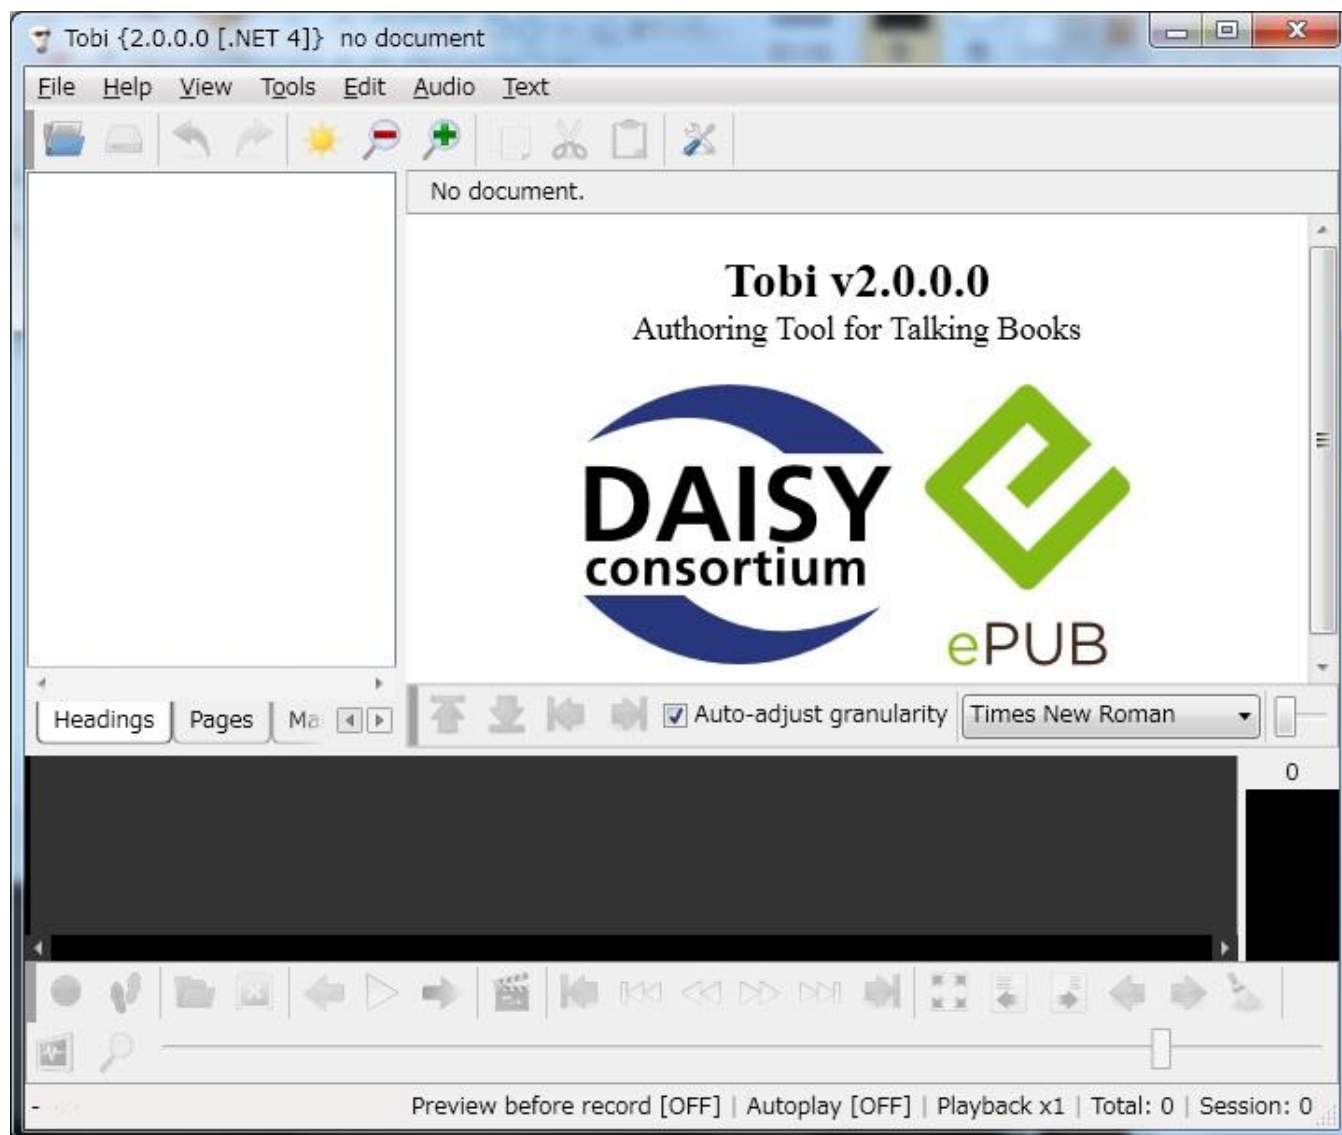 Tobi {2.0.0.0 [.NET 4]}  no document
File Help View Tools Edit Audio Text
No document.
Tobi v2.0.0.0
Authoring Tool for Talking Books
DAISY
consortium
ePUB
Headings Pages Ma
Auto-adjust granularity Times New Roman
0
- Preview before record [OFF] | Autoplay [OFF] | Playback x1 | Total: 0 | Session: 0